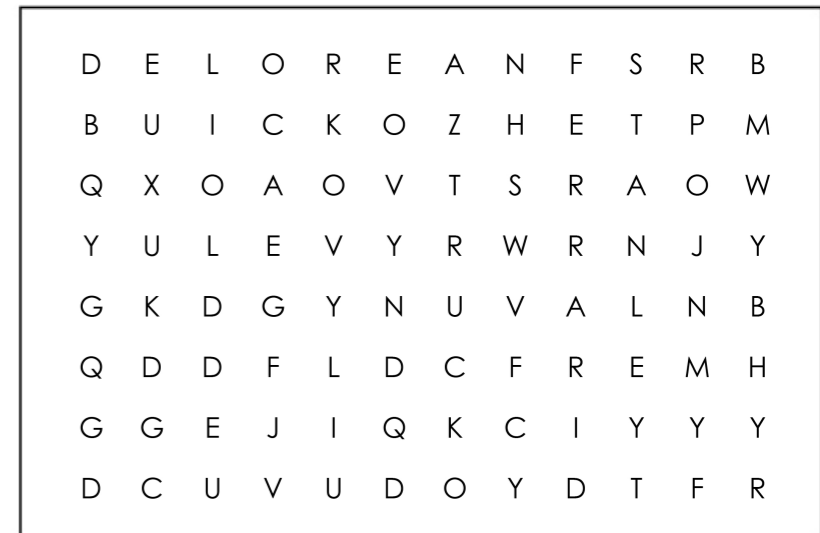 D E L O R E A N F S R B
B U I C K O Z H E T P M
Q X O A O V T S R A O W
Y U L E V Y R W R N J Y
G K D G Y N U V A L N B
Q D D F L D C F R E M H
G G E J I Q K C I Y Y Y
D C U V U D O Y D T F R